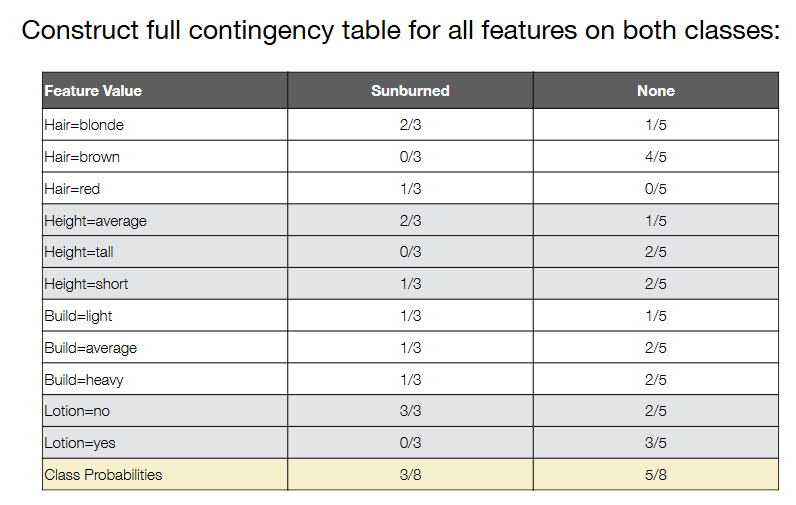 Construct full contingency table for all features on both classes:
Feature Value Sunburned None
Hair=blonde 2/3 1/5
Hair=brown 0/3 4/5
Hair=red 1/3 0/5
Height=average 2/3 1/5
Height=tall 0/3 2/5
Height=short 1/3 2/5
Build=light 1/3 1/5
Build=average 1/3 2/5
Build=heavy 1/3 2/5
Lotion=no 3/3 2/5
Lotion=yes 0/3 3/5
Class Probabilities 3/8 5/8